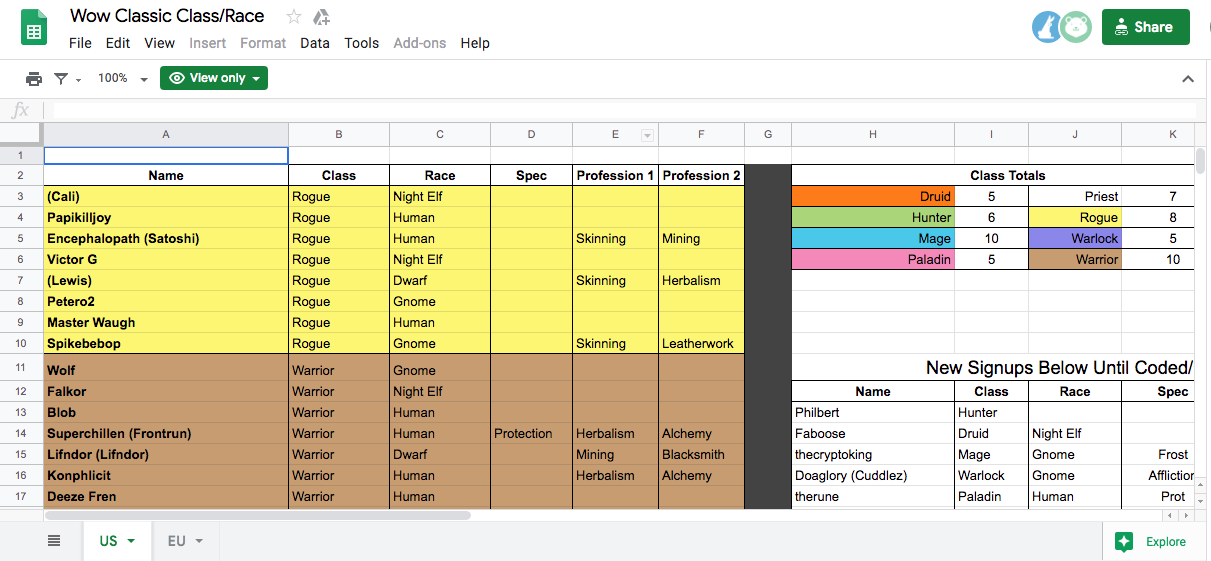 Wow Classic Class/Race
File Edit View Insert Format Data Tools Add-ons Help
Share
100% View only
fx
A B C D E F G H I J K
1
2 Name Class Race Spec Profession 1 Profession 2 Class Totals
3 (Cali) Rogue Night Elf Druid 5 Priest 7
4 Papikilljoy Rogue Human Hunter 6 Rogue 8
5 Encephalopath (Satoshi) Rogue Human Skinning Mining Mage 10 Warlock 5
6 Victor G Rogue Night Elf Paladin 5 Warrior 10
7 (Lewis) Rogue Dwarf Skinning Herbalism
8 Petero2 Rogue Gnome
9 Master Waugh Rogue Human
10 Spikebebop Rogue Gnome Skinning Leatherwork
11 Wolf Warrior Gnome New Signups Below Until Coded/
12 Falkor Warrior Night Elf Name Class Race Spec
13 Blob Warrior Human Philbert Hunter
14 Superchillen (Frontrun) Warrior Human Protection Herbalism Alchemy Faboose Druid Night Elf
15 Lifndor (Lifndor) Warrior Dwarf Mining Blacksmith thecryptoking Mage Gnome Frost
16 Konphlicit Warrior Human Herbalism Alchemy Doaglory (Cuddlez) Warlock Gnome Affliction
17 Deeze Fren Warrior Human therune Paladin Human Prot
US EU Explore